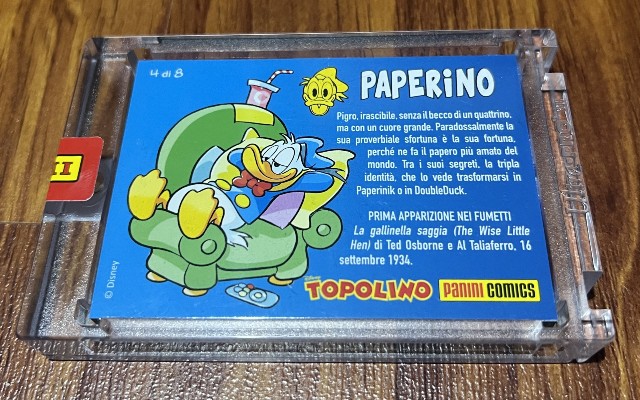 4 di 8
PAPERiNO
Pigro, irascibile, senza il becco di un quattrino,
ma con un cuore grande. Paradossalmente la
sua proverbiale sfortuna è la sua fortuna,
perché ne fa il papero più amato del
mondo. Tra i suoi segreti, la tripla
identità, che lo vede trasformarsi in
Paperinik o in DoubleDuck.
PRIMA APPARIZIONE NEI FUMETTI
La gallinella saggia (The Wise Little
Hen) di Ted Osborne e Al Taliaferro, 16
settembre 1934.
© Disney
Disney
TOPOLINO
PANINI COMICS